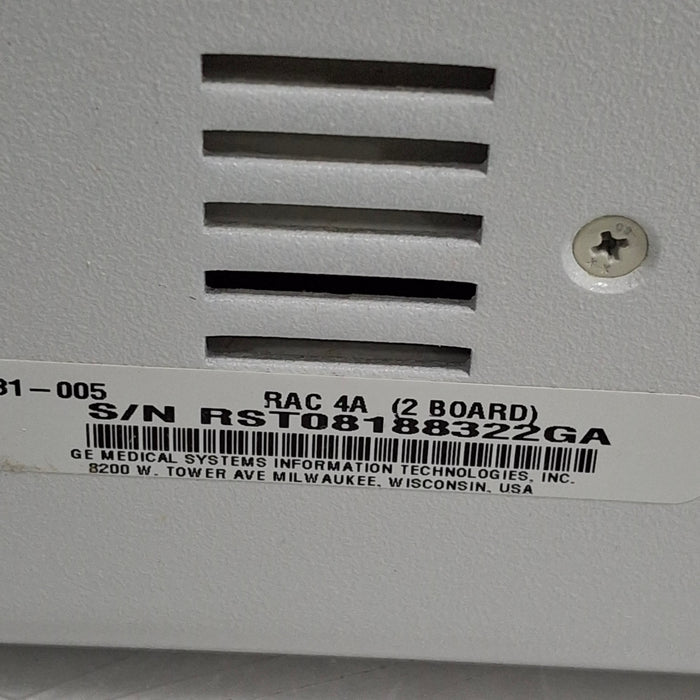 31-005 RAC 4A (2 BOARD)
S/N RST08188322GA
GE MEDICAL SYSTEMS INFORMATION TECHNOLOGIES, INC.
8200 W. TOWER AVE MILWAUKEE, WISCONSIN, USA